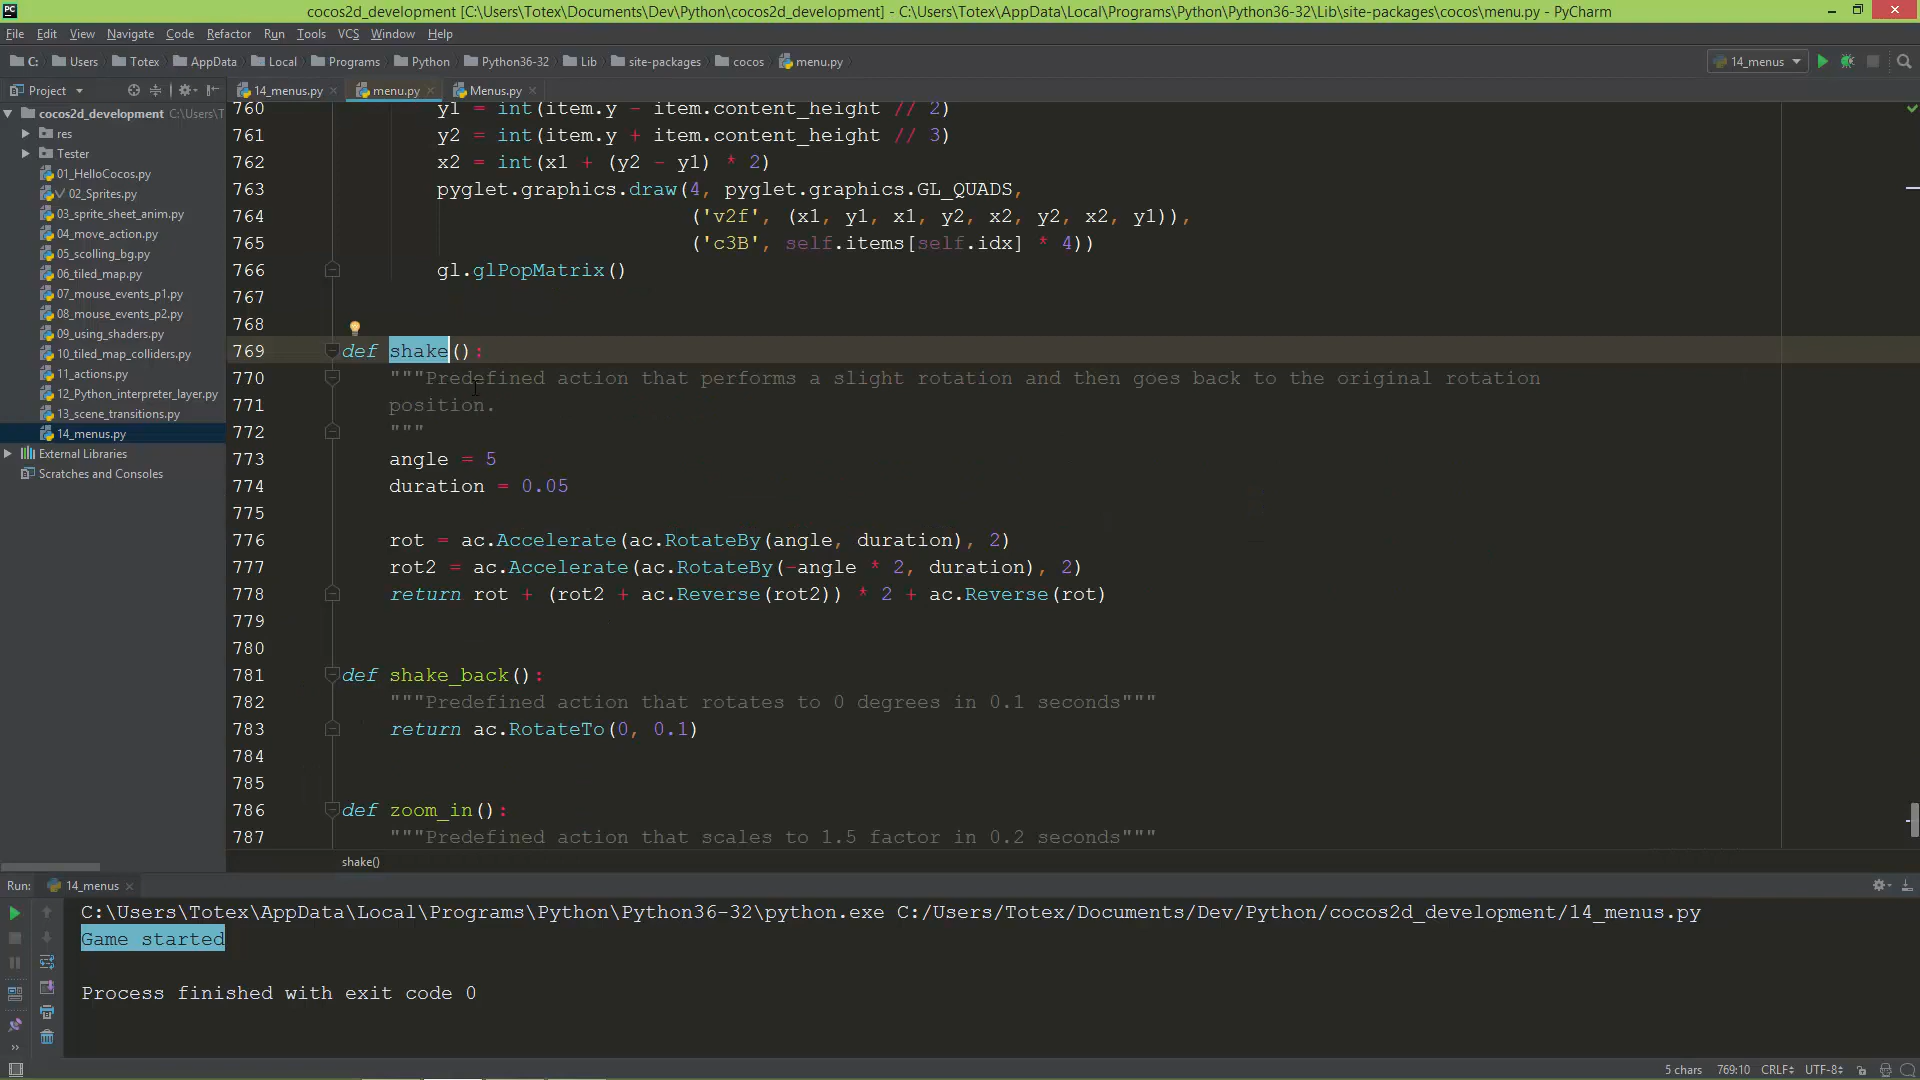 cocos2d_development [C:\Users\Totex\Documents\Dev\Python\cocos2d_development] - C:\Users\Totex\AppData\Local\Programs\Python\Python36-32\Lib\site-packages\cocos\menu.py - PyCharm
File Edit View Navigate Code Refactor Run Tools VCS Window Help
C: Users Totex AppData Local Programs Python Python36-32 Lib site-packages cocos menu.py 14_menus
Project 14_menus.py menu.py Menus.py
cocos2d_development C:\Users\T
res
Tester
01_HelloCocos.py
02_Sprites.py
03_sprite_sheet_anim.py
04_move_action.py
05_scolling_bg.py
06_tiled_map.py
07_mouse_events_p1.py
08_mouse_events_p2.py
09_using_shaders.py
10_tiled_map_colliders.py
11_actions.py
12_Python_interpreter_layer.py
13_scene_transitions.py
14_menus.py
External Libraries
Scratches and Consoles
760 y1 = int(item.y - item.content_height // 2)
761 y2 = int(item.y + item.content_height // 3)
762 x2 = int(x1 + (y2 - y1) * 2)
763 pyglet.graphics.draw(4, pyglet.graphics.GL_QUADS,
764 ('v2f', (x1, y1, x1, y2, x2, y2, x2, y1)),
765 ('c3B', self.items[self.idx] * 4))
766 gl.glPopMatrix()
767
768
769 def shake():
770 """Predefined action that performs a slight rotation and then goes back to the original rotation
771 position.
772 """
773 angle = 5
774 duration = 0.05
775
776 rot = ac.Accelerate(ac.RotateBy(angle, duration), 2)
777 rot2 = ac.Accelerate(ac.RotateBy(-angle * 2, duration), 2)
778 return rot + (rot2 + ac.Reverse(rot2)) * 2 + ac.Reverse(rot)
779
780
781 def shake_back():
782 """Predefined action that rotates to 0 degrees in 0.1 seconds"""
783 return ac.RotateTo(0, 0.1)
784
785
786 def zoom_in():
787 """Predefined action that scales to 1.5 factor in 0.2 seconds"""
shake()
Run: 14_menus
C:\Users\Totex\AppData\Local\Programs\Python\Python36-32\python.exe C:/Users/Totex/Documents/Dev/Python/cocos2d_development/14_menus.py
Game started
Process finished with exit code 0
5 chars 769:10 CRLF UTF-8